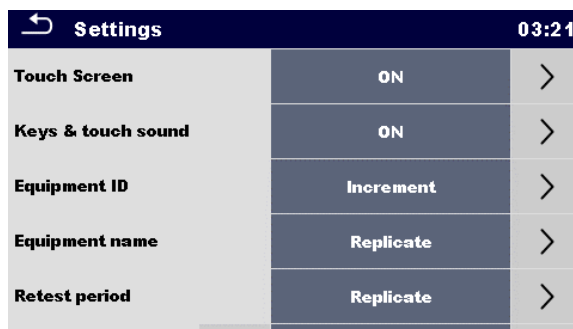 Settings 03:21
Touch Screen ON
Keys & touch sound ON
Equipment ID Increment
Equipment name Replicate
Retest period Replicate